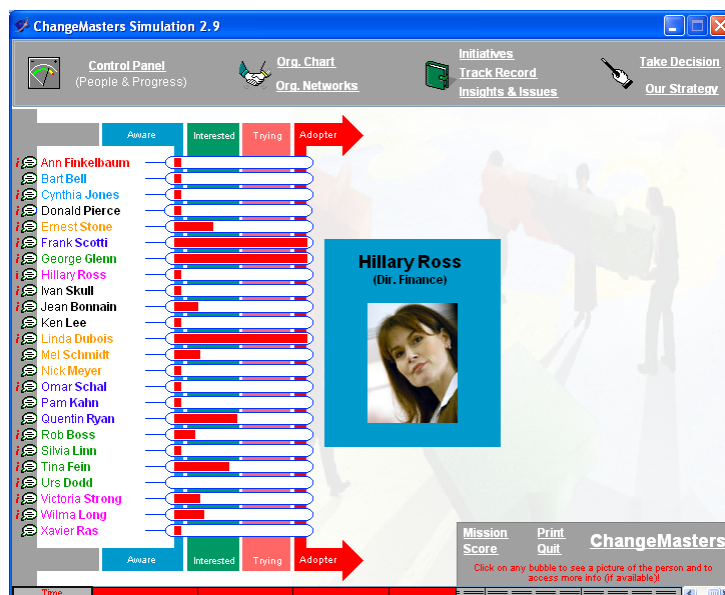 ChangeMasters Simulation 2.9
Control Panel
(People & Progress)
Org. Chart
Org. Networks
Initiatives
Track Record
Insights & Issues
Take Decision
Our Strategy
Aware Interested Trying Adopter
i Ann Finkelbaum
Bart Bell
i Cynthia Jones
i Donald Pierce
i Ernest Stone
i Frank Scotti
i George Glenn
i Hillary Ross
i Ivan Skull
i Jean Bonnain
Ken Lee
i Linda Dubois
Mel Schmidt
Nick Meyer
i Omar Schal
Pam Kahn
Quentin Ryan
i Rob Boss
Silvia Linn
i Tina Fein
Urs Dodd
i Victoria Strong
i Wilma Long
Xavier Ras
Hillary Ross
(Dir. Finance)
Aware Interested Trying Adopter
Mission
Score
Print
Quit
ChangeMasters
Click on any bubble to see a picture of the person and to
access more info (if available)!
Time